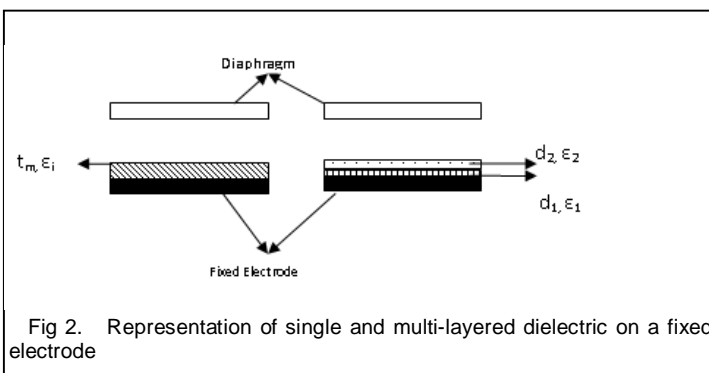 Diaphragm
t_m, ε_i
d_2, ε_2
d_1, ε_1
Fixed Electrode
Fig 2. Representation of single and multi-layered dielectric on a fixed
electrode